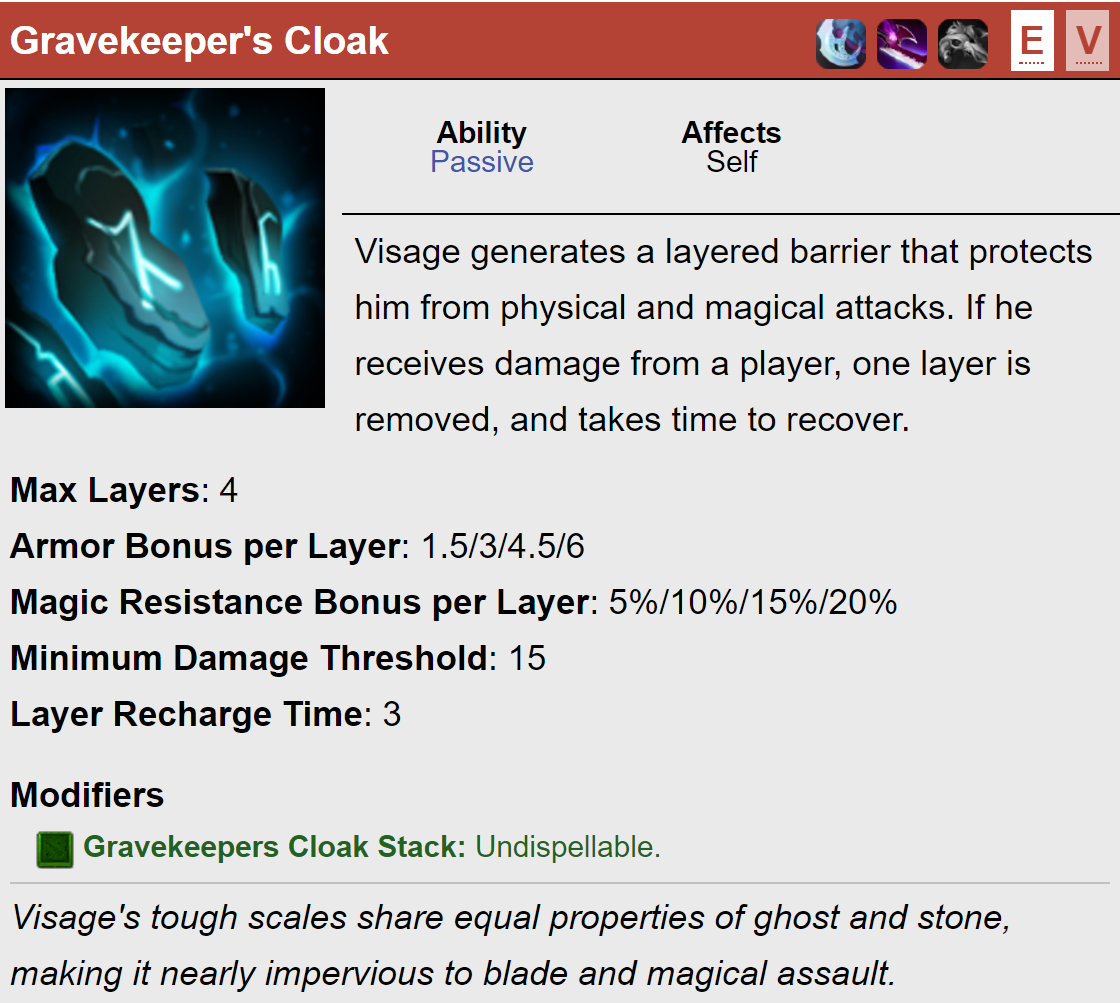 Gravekeeper's Cloak
E V
Ability
Passive
Affects
Self
Visage generates a layered barrier that protects
him from physical and magical attacks. If he
receives damage from a player, one layer is
removed, and takes time to recover.
Max Layers: 4
Armor Bonus per Layer: 1.5/3/4.5/6
Magic Resistance Bonus per Layer: 5%/10%/15%/20%
Minimum Damage Threshold: 15
Layer Recharge Time: 3
Modifiers
Gravekeepers Cloak Stack: Undispellable.
Visage's tough scales share equal properties of ghost and stone,
making it nearly impervious to blade and magical assault.